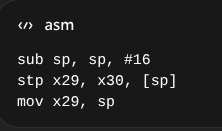 </> asm
sub sp, sp, #16
stp x29, x30, [sp]
mov x29, sp